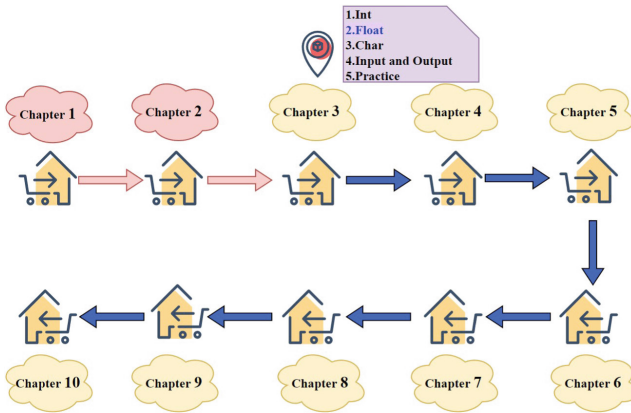 1.Int
2.Float
3.Char
4.Input and Output
5.Practice
Chapter 1
Chapter 2
Chapter 3
Chapter 4
Chapter 5
Chapter 10
Chapter 9
Chapter 8
Chapter 7
Chapter 6